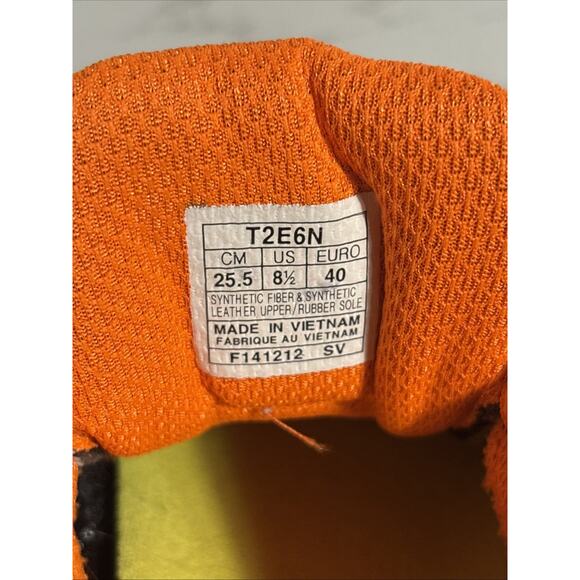 T2E6N
CM US EURO
25.5 8½ 40
SYNTHETIC FIBER & SYNTHETIC
LEATHER UPPER/RUBBER SOLE
MADE IN VIETNAM
FABRIQUE AU VIETNAM
F141212 SV